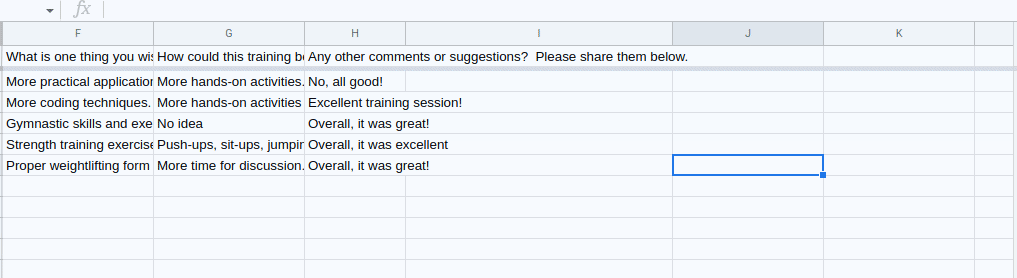 fx
F G H I J K
What is one thing you wis How could this training be Any other comments or suggestions?  Please share them below.
More practical application More hands-on activities. No, all good!
More coding techniques. More hands-on activities Excellent training session!
Gymnastic skills and exe No idea Overall, it was great!
Strength training exercise Push-ups, sit-ups, jumpin Overall, it was excellent
Proper weightlifting form More time for discussion. Overall, it was great!